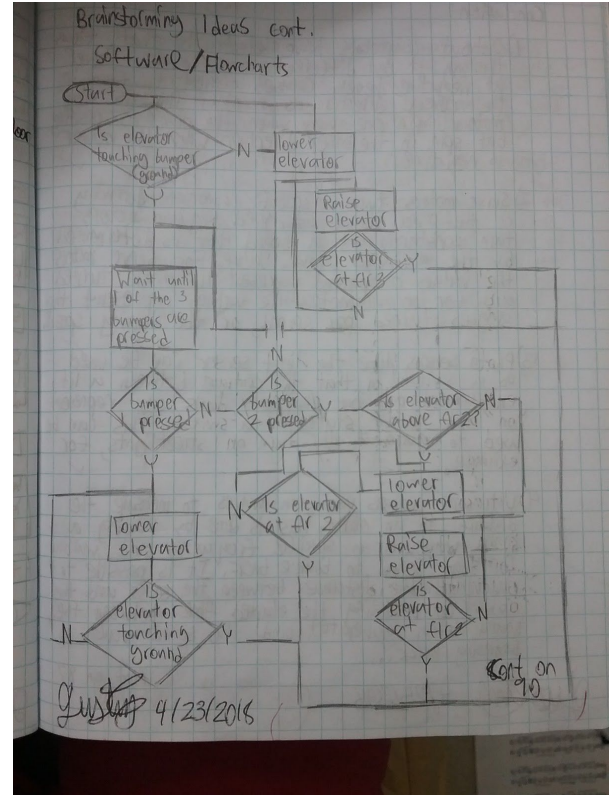 Brainstorming Ideas cont.
Software/Flowcharts
Start
Is elevator
touching bumper
(ground)
N
Y
lower
elevator
Raise
elevator
Is
elevator
at flr 3
Y
N
Wait until
1 of the 3
bumpers are
pressed
Is
bumper
1 pressed
N
Y
N
Is
bumper
2 pressed
Y
Is elevator
above flr 2?
N
Y
lower
elevator
Is elevator
at flr 2
N
Y
lower
elevator
Raise
elevator
Is
elevator
at flr 2
N
Y
Is
elevator
touching
ground
N
Y
Cont on
90
4/23/2018